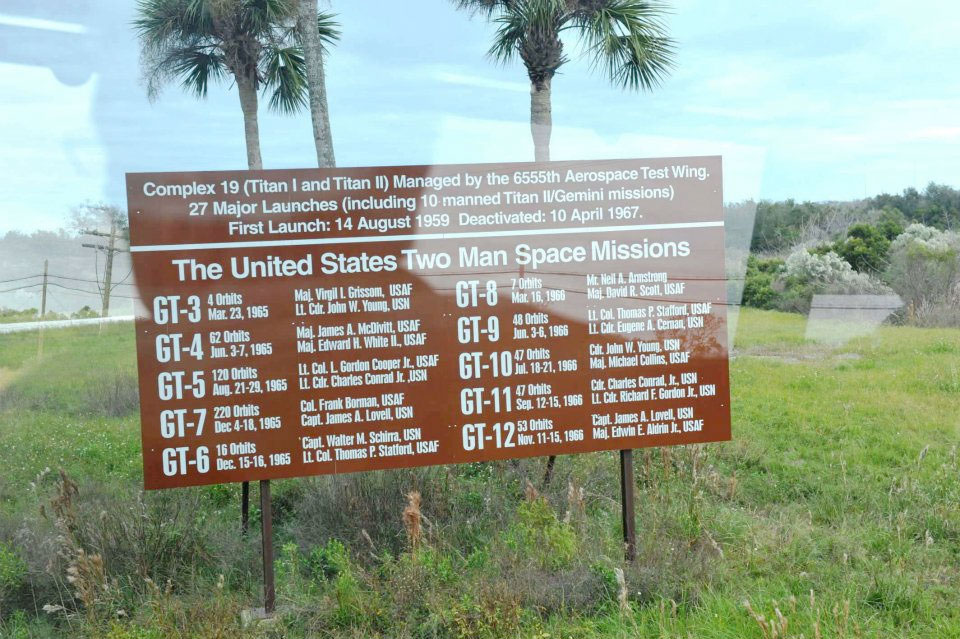 Complex 19 (Titan I and Titan II) Managed by the 6555th Aerospace Test Wing.
27 Major Launches (including 10 manned Titan II/Gemini missions)
First Launch: 14 August 1959 Deactivated: 10 April 1967.
The United States Two Man Space Missions
GT-3
4 Orbits
Mar. 23, 1965
Maj. Virgil I. Grissom, USAF
Lt. Cdr. John W. Young, USN
GT-4
62 Orbits
Jun. 3-7, 1965
Maj. James A. McDivitt, USAF
Maj. Edward H. White II., USAF
GT-5
120 Orbits
Aug. 21-29, 1965
Lt. Col. L. Gordon Cooper Jr., USAF
Lt. Cdr. Charles Conrad Jr., USN
GT-7
220 Orbits
Dec 4-18, 1965
Col. Frank Borman, USAF
Capt. James A. Lovell, USN
GT-6
16 Orbits
Dec. 15-16, 1965
Capt. Walter M. Schirra, USN
Lt. Col. Thomas P. Statford, USAF
GT-8
7 Orbits
Mar. 16, 1966
Mr. Neil A. Armstrong
Maj. David R. Scott, USAF
GT-9
48 Orbits
Jun. 3-6, 1966
Lt. Col. Thomas P. Stafford, USAF
Lt. Cdr. Eugene A. Cernan, USN
GT-10
47 Orbits
Jul. 18-21, 1966
Cdr. John W. Young, USN
Maj. Michael Collins, USAF
GT-11
47 Orbits
Sep. 12-15, 1966
Cdr. Charles Conrad, Jr., USN
Lt. Cdr. Richard F. Gordon Jr., USN
GT-12
53 Orbits
Nov. 11-15, 1966
Capt. James A. Lovell, USN
Maj. Edwin E. Aldrin Jr., USAF